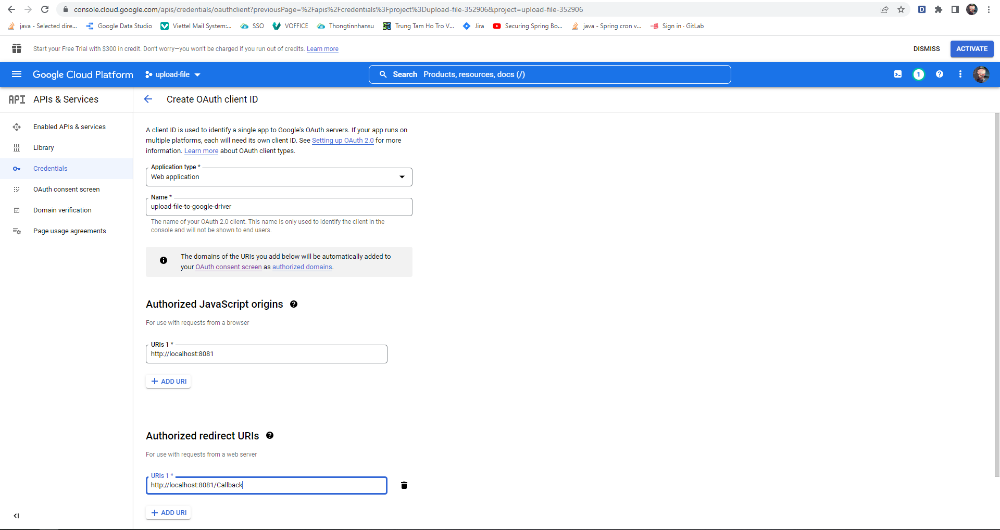 console.cloud.google.com/apis/credentials/oauthclient?previousPage=%2Fapis%2Fcredentials%3Fproject%3Dupload-file-352906&project=upload-file-352906
D
java - Selected dire...
Google Data Studio
Viettel Mail System:...
SSO
VOFFICE
Thongtinnhansu
Trung Tam Ho Tro V...
Jira
Securing Spring Bo...
java - Spring cron v...
Sign in · GitLab
Start your Free Trial with $300 in credit. Don't worry—you won't be charged if you run out of credits. Learn more
DISMISS
ACTIVATE
Google Cloud Platform
upload-file
Search Products, resources, docs (/)
1
API APIs & Services
Create OAuth client ID
Enabled APIs & services
Library
Credentials
OAuth consent screen
Domain verification
Page usage agreements
A client ID is used to identify a single app to Google's OAuth servers. If your app runs on
multiple platforms, each will need its own client ID. See Setting up OAuth 2.0 for more
information. Learn more about OAuth client types.
Application type *
Web application
Name *
upload-file-to-google-driver
The name of your OAuth 2.0 client. This name is only used to identify the client in the
console and will not be shown to end users.
The domains of the URIs you add below will be automatically added to
your OAuth consent screen as authorized domains.
Authorized JavaScript origins
For use with requests from a browser
URIs 1 *
http://localhost:8081
+ ADD URI
Authorized redirect URIs
For use with requests from a web server
URIs 1 *
http://localhost:8081/Callback
+ ADD URI